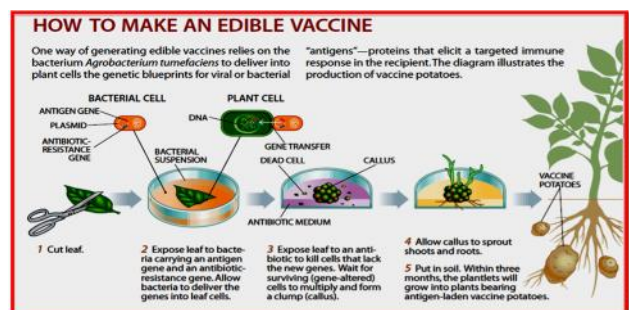 HOW TO MAKE AN EDIBLE VACCINE
One way of generating edible vaccines relies on the
bacterium Agrobacterium tumefaciens to deliver into
plant cells the genetic blueprints for viral or bacterial
"antigens"—proteins that elicit a targeted immune
response in the recipient. The diagram illustrates the
production of vaccine potatoes.
BACTERIAL CELL
ANTIGEN GENE
PLASMID
ANTIBIOTIC-
RESISTANCE
GENE
BACTERIAL
SUSPENSION
PLANT CELL
DNA
GENE TRANSFER
DEAD CELL
CALLUS
ANTIBIOTIC MEDIUM
VACCINE
POTATOES
1 Cut leaf.
2 Expose leaf to bacte-
ria carrying an antigen
gene and an antibiotic-
resistance gene. Allow
bacteria to deliver the
genes into leaf cells.
3 Expose leaf to an anti-
biotic to kill cells that lack
the new genes. Wait for
surviving (gene-altered)
cells to multiply and form
a clump (callus).
4 Allow callus to sprout
shoots and roots.
5 Put in soil. Within three
months, the plantlets will
grow into plants bearing
antigen-laden vaccine potatoes.